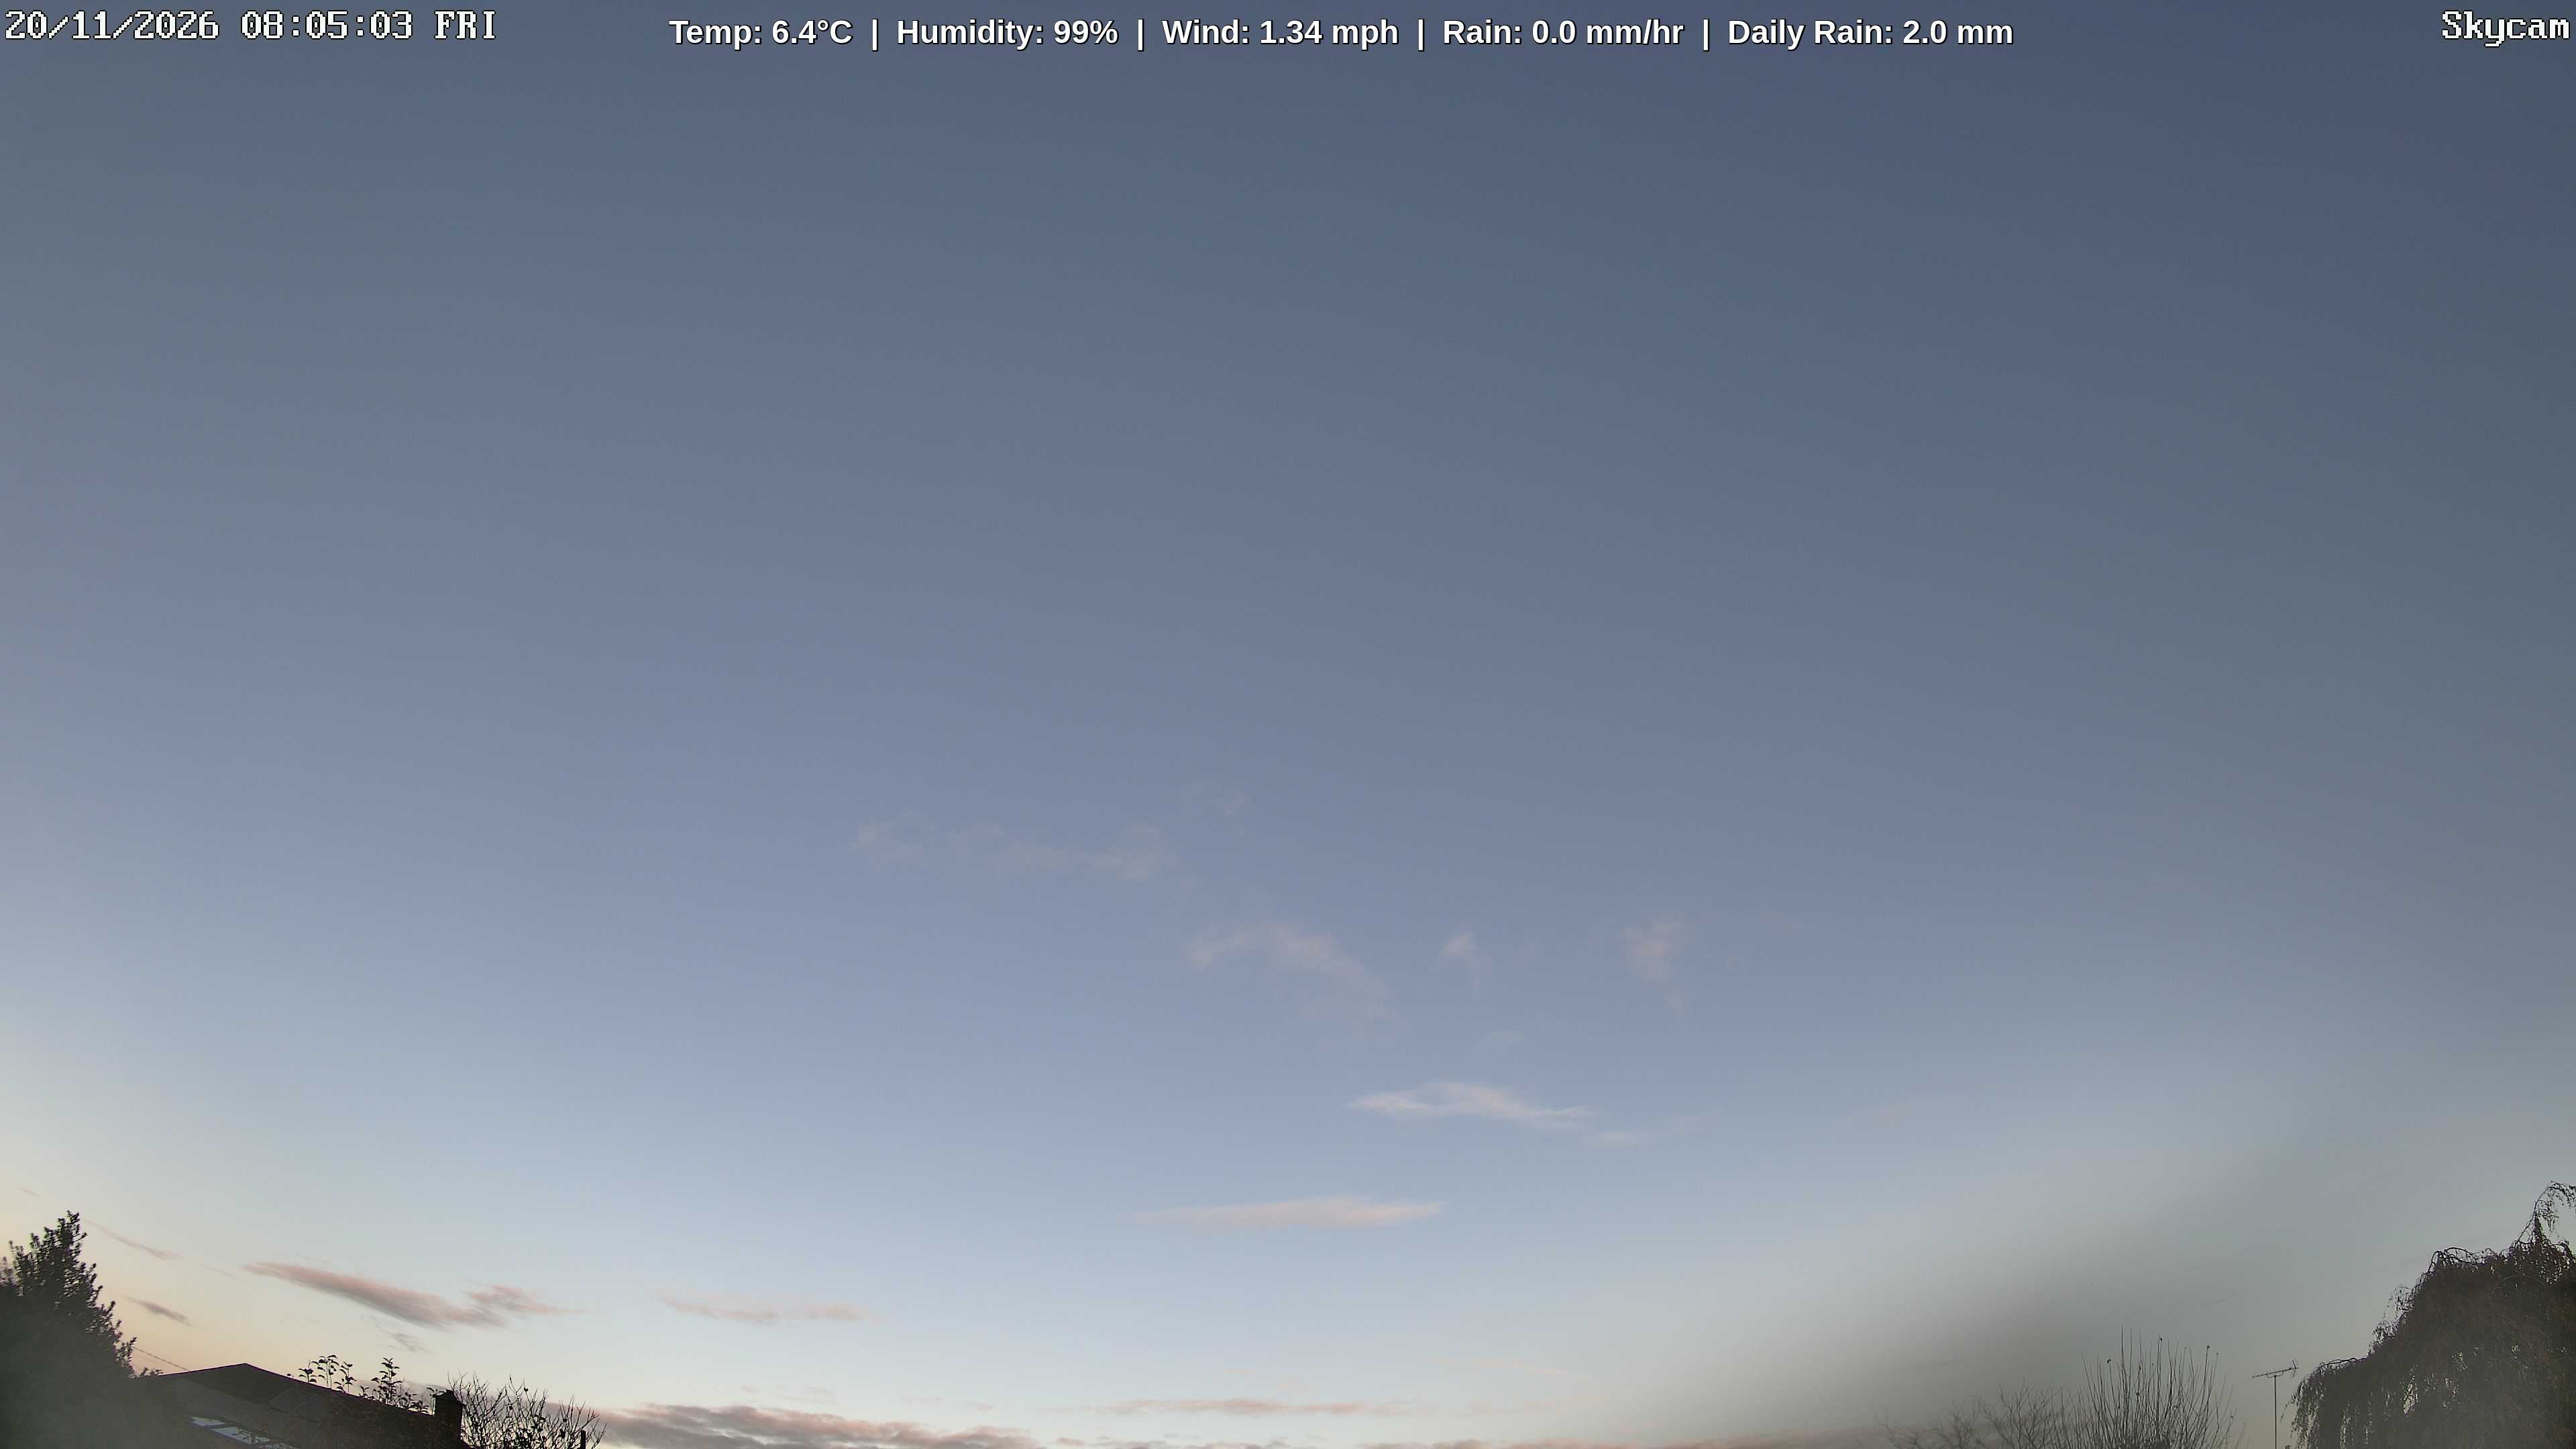 20/11/2026 08:05:03 FRI
Temp: 6.4°C | Humidity: 99% | Wind: 1.34 mph | Rain: 0.0 mm/hr | Daily Rain: 2.0 mm
Skycam